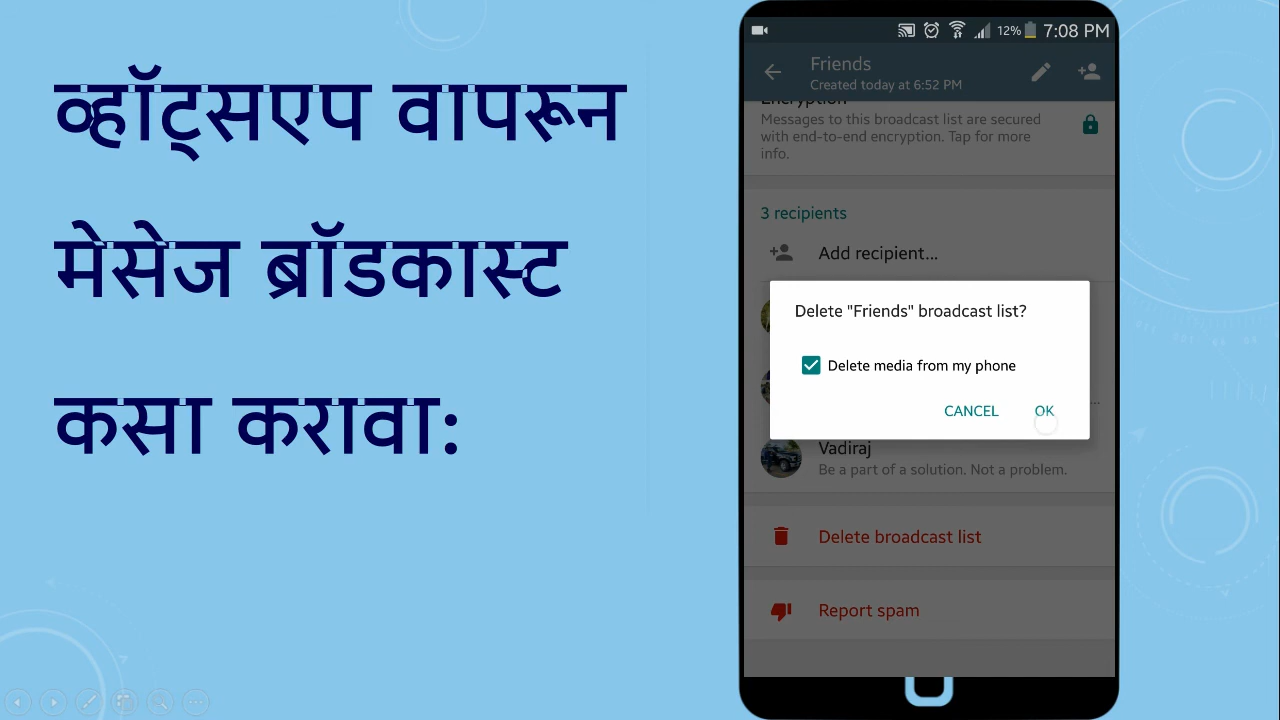 व्हॉट्सएप वापरून
मेसेज ब्रॉडकास्ट
कसा करावा:
12% 7:08 PM
Friends
Created today at 6:52 PM
Encryption
Messages to this broadcast list are secured
with end-to-end encryption. Tap for more
info.
3 recipients
Add recipient...
Delete "Friends" broadcast list?
Delete media from my phone
CANCEL OK
Vadiraj
Be a part of a solution. Not a problem.
Delete broadcast list
Report spam